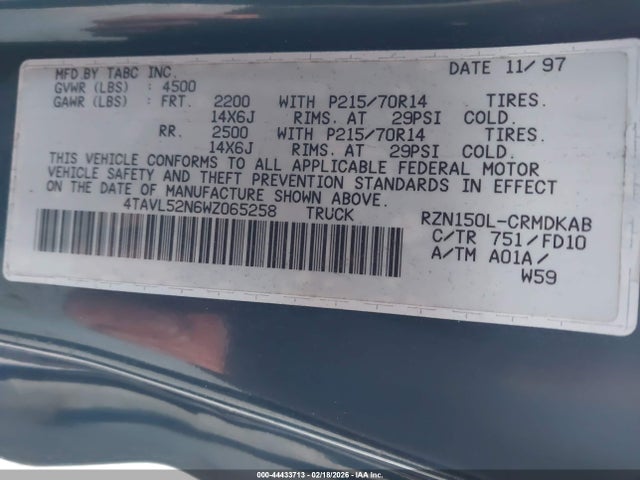 MFD BY TABC INC. DATE 11/97
GVWR (LBS) : 4500
GAWR (LBS) : FRT. 2200 WITH P215/70R14 TIRES.
14X6J RIMS. AT 29PSI COLD.
RR. 2500 WITH P215/70R14 TIRES.
14X6J RIMS. AT 29PSI COLD.
THIS VEHICLE CONFORMS TO ALL APPLICABLE FEDERAL MOTOR
VEHICLE SAFETY AND THEFT PREVENTION STANDARDS IN EFFECT
ON THE DATE OF MANUFACTURE SHOWN ABOVE.
4TAVL52N6WZ065258 TRUCK RZN150L-CRMDKAB
C/TR 751/FD10
A/TM A01A/
W59
000-44433713 - 02/18/2026 - IAA Inc.